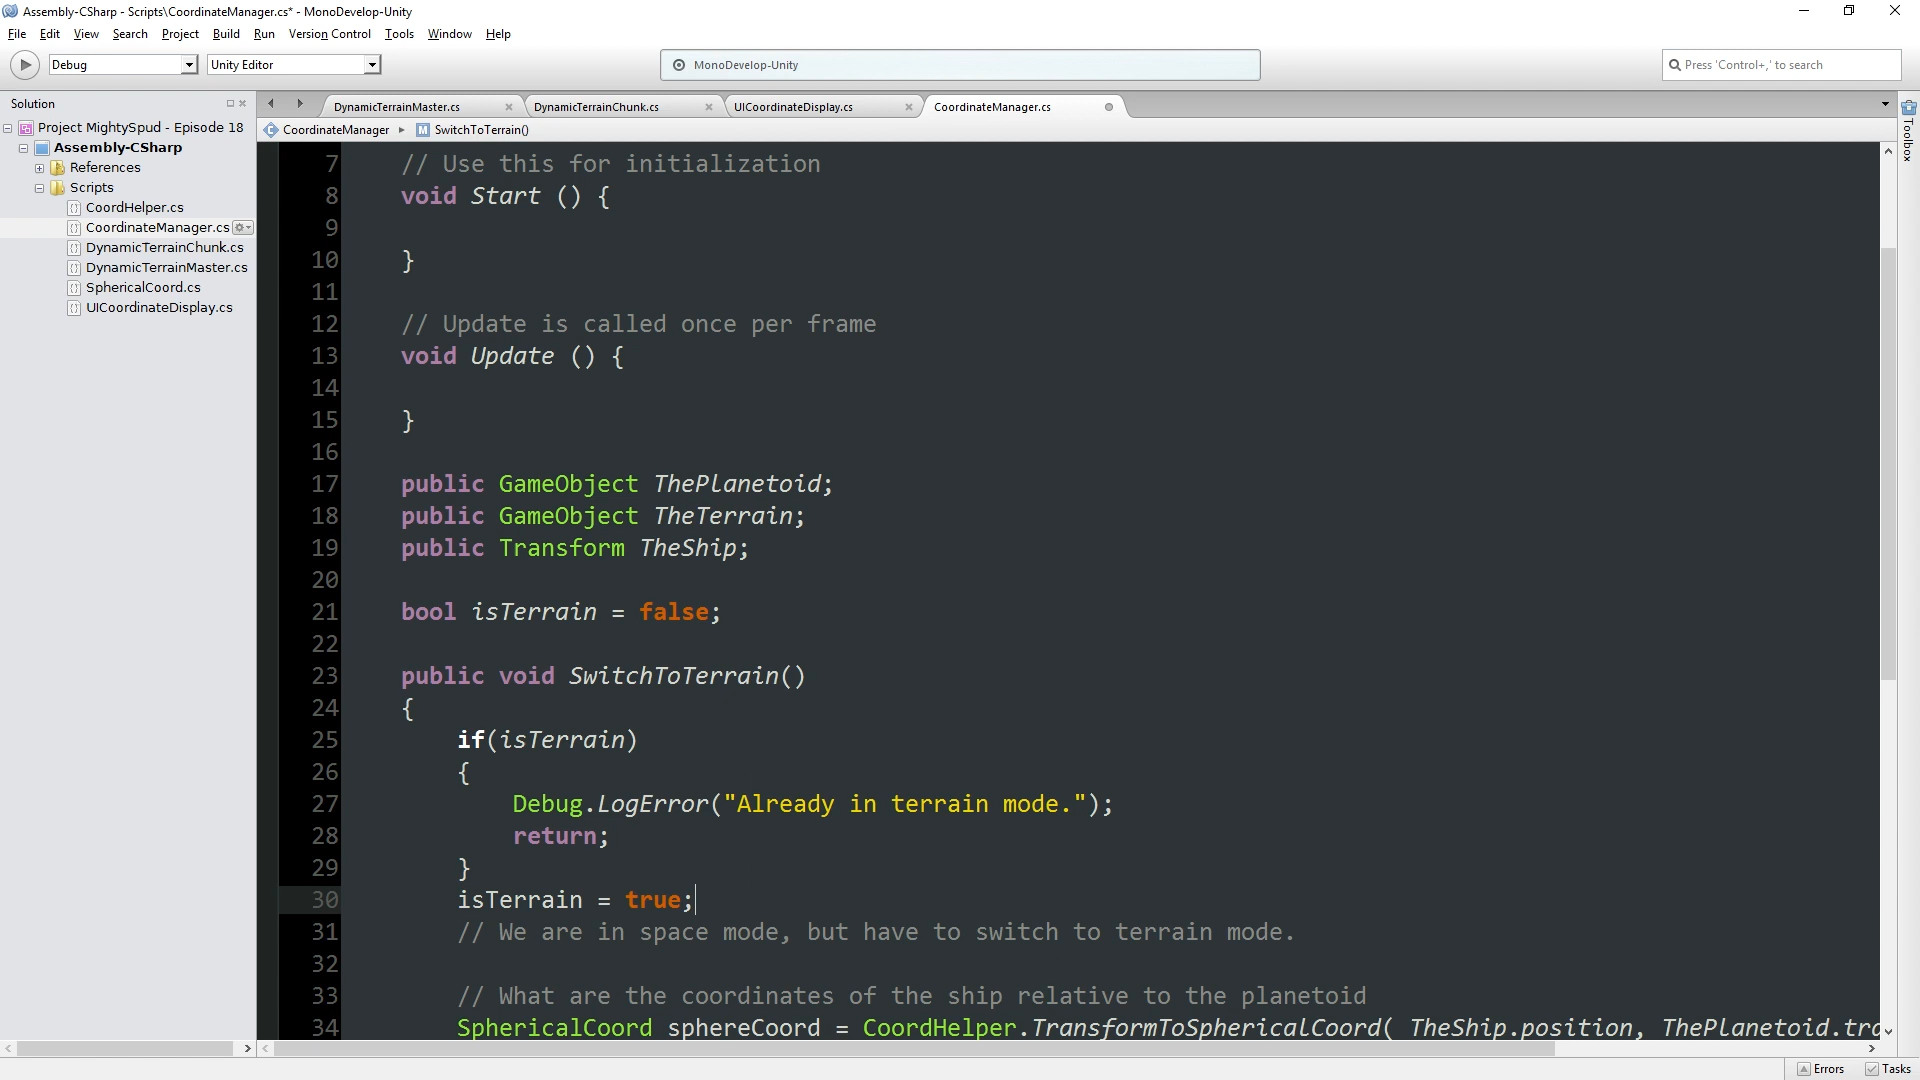 Assembly-CSharp - Scripts\CoordinateManager.cs* - MonoDevelop-Unity
File Edit View Search Project Build Run Version Control Tools Window Help
Debug Unity Editor MonoDevelop-Unity Press 'Control+,' to search
Solution DynamicTerrainMaster.cs DynamicTerrainChunk.cs UICoordinateDisplay.cs CoordinateManager.cs
CoordinateManager SwitchToTerrain()
Toolbox
Project MightySpud - Episode 18
Assembly-CSharp
References
Scripts
CoordHelper.cs
CoordinateManager.cs
DynamicTerrainChunk.cs
DynamicTerrainMaster.cs
SphericalCoord.cs
UICoordinateDisplay.cs
7 // Use this for initialization
8 void Start () {
9
10 }
11
12 // Update is called once per frame
13 void Update () {
14
15 }
16
17 public GameObject ThePlanetoid;
18 public GameObject TheTerrain;
19 public Transform TheShip;
20
21 bool isTerrain = false;
22
23 public void SwitchToTerrain()
24 {
25 if(isTerrain)
26 {
27 Debug.LogError("Already in terrain mode.");
28 return;
29 }
30 isTerrain = true;
31 // We are in space mode, but have to switch to terrain mode.
32
33 // What are the coordinates of the ship relative to the planetoid
34 SphericalCoord sphereCoord = CoordHelper.TransformToSphericalCoord( TheShip.position, ThePlanetoid.tra
Errors Tasks